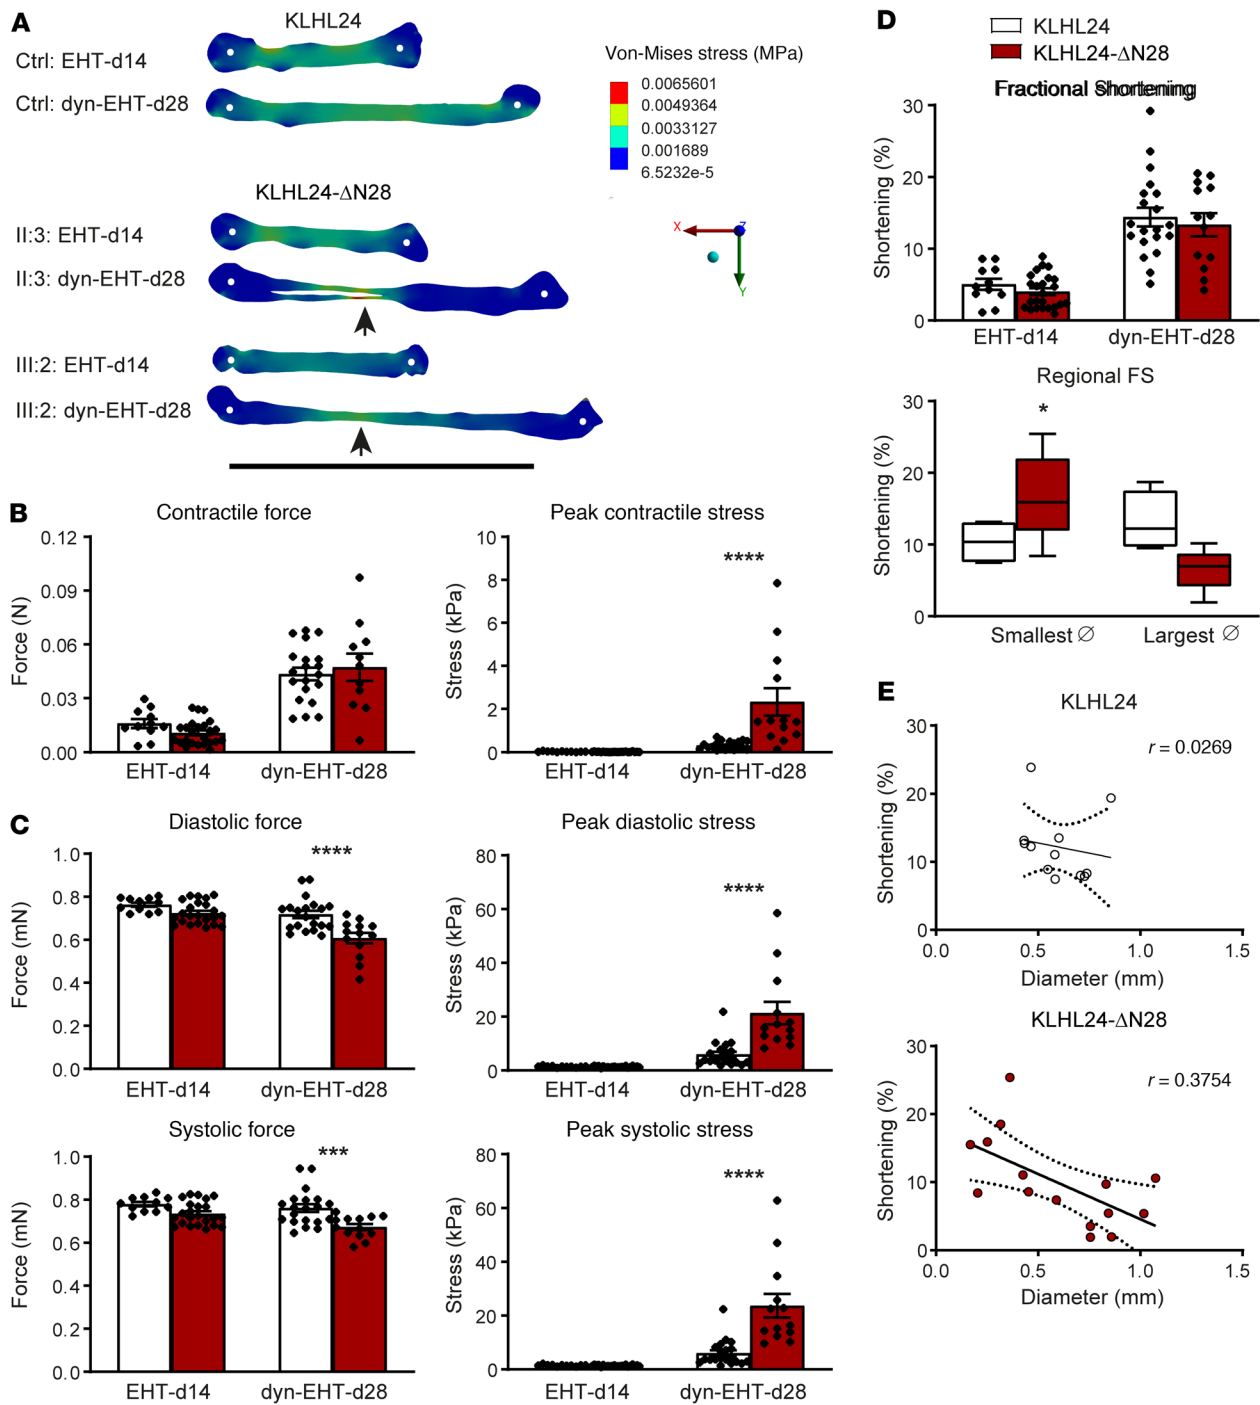 A
KLHL24
Ctrl: EHT-d14
Ctrl: dyn-EHT-d28
KLHL24-ΔN28
II:3: EHT-d14
II:3: dyn-EHT-d28
III:2: EHT-d14
III:2: dyn-EHT-d28
Von-Mises stress (MPa)
0.0065601
0.0049364
0.0033127
0.001689
6.5232e-5
X
Z
Y
B
Contractile force
Force (N)
0.12
0.09
0.06
0.03
0.00
EHT-d14 dyn-EHT-d28
Peak contractile stress
Stress (kPa)
10
8
6
4
2
0
****
EHT-d14 dyn-EHT-d28
C
Diastolic force
Force (mN)
1.0
0.8
0.6
0.4
0.2
0.0
****
EHT-d14 dyn-EHT-d28
Peak diastolic stress
Stress (kPa)
80
60
40
20
0
****
EHT-d14 dyn-EHT-d28
Systolic force
Force (mN)
1.0
0.8
0.6
0.4
0.2
0.0
***
EHT-d14 dyn-EHT-d28
Peak systolic stress
Stress (kPa)
80
60
40
20
0
****
EHT-d14 dyn-EHT-d28
D
KLHL24
KLHL24-ΔN28
Fractional Shortening
Shortening (%)
30
20
10
0
EHT-d14 dyn-EHT-d28
Regional FS
Shortening (%)
30
20
10
0
*
Smallest ∅ Largest ∅
E
KLHL24
r = 0.0269
Shortening (%)
30
20
10
0
0.0 0.5 1.0 1.5
Diameter (mm)
KLHL24-ΔN28
r = 0.3754
Shortening (%)
30
20
10
0
0.0 0.5 1.0 1.5
Diameter (mm)